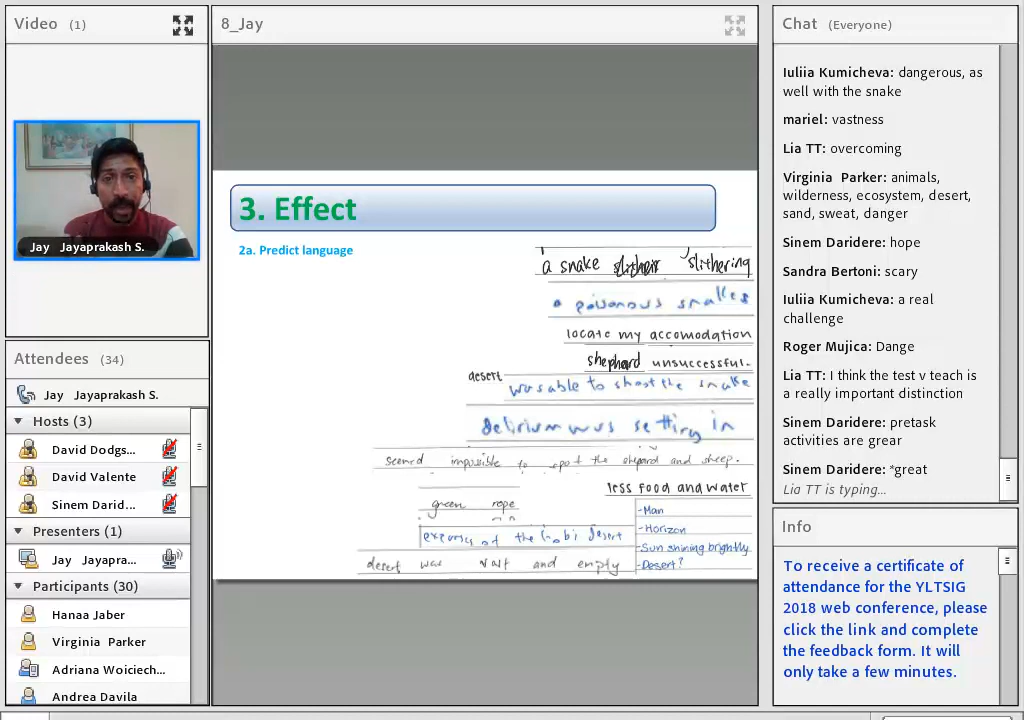 Video (1)
Jay Jayaprakash S.
Attendees (34)
Jay Jayaprakash S.
Hosts (3)
David Dodgs...
David Valente
Sinem Darid...
Presenters (1)
Jay Jayapra...
Participants (30)
Hanaa Jaber
Virginia Parker
Adriana Woiciech...
Andrea Davila
8_Jay
3. Effect
2a. Predict language
a snake slither slithering
a poisonous snakes
locate my accomodation
shephard unsuccessful.
desert
was able to shoot the snake
delirium was setting in
seemed impossible to spot the shepard and sheep.
less food and water
green rope
-Man
-Horizon
-Sun shining brightly
-Desert?
expanse of the Gobi desert
desert was vast and empty
Chat (Everyone)
Iuliia Kumicheva: dangerous, as
well with the snake
mariel: vastness
Lia TT: overcoming
Virginia Parker: animals,
wilderness, ecosystem, desert,
sand, sweat, danger
Sinem Daridere: hope
Sandra Bertoni: scary
Iuliia Kumicheva: a real
challenge
Roger Mujica: Dange
Lia TT: I think the test v teach is
a really important distinction
Sinem Daridere: pretask
activities are grear
Sinem Daridere: *great
Lia TT is typing...
Info
To receive a certificate of
attendance for the YLTSIG
2018 web conference, please
click the link and complete
the feedback form. It will
only take a few minutes.